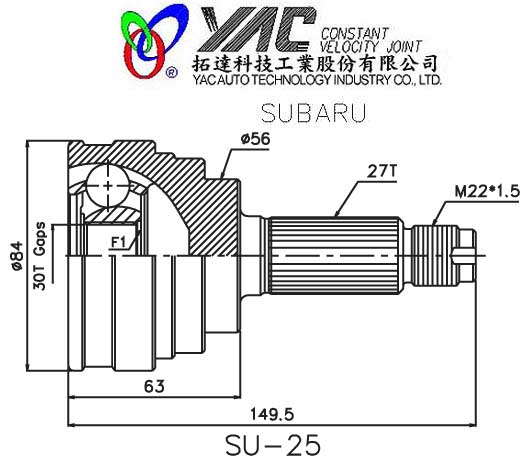 YAC CONSTANT
VELOCITY JOINT
拓達科技工業股份有限公司
® YAC AUTO TECHNOLOGY INDUSTRY CO., LTD.
SUBARU
ø56
27T
M22*1.5
ø84
30T Gaps
F1
63
149.5
SU-25